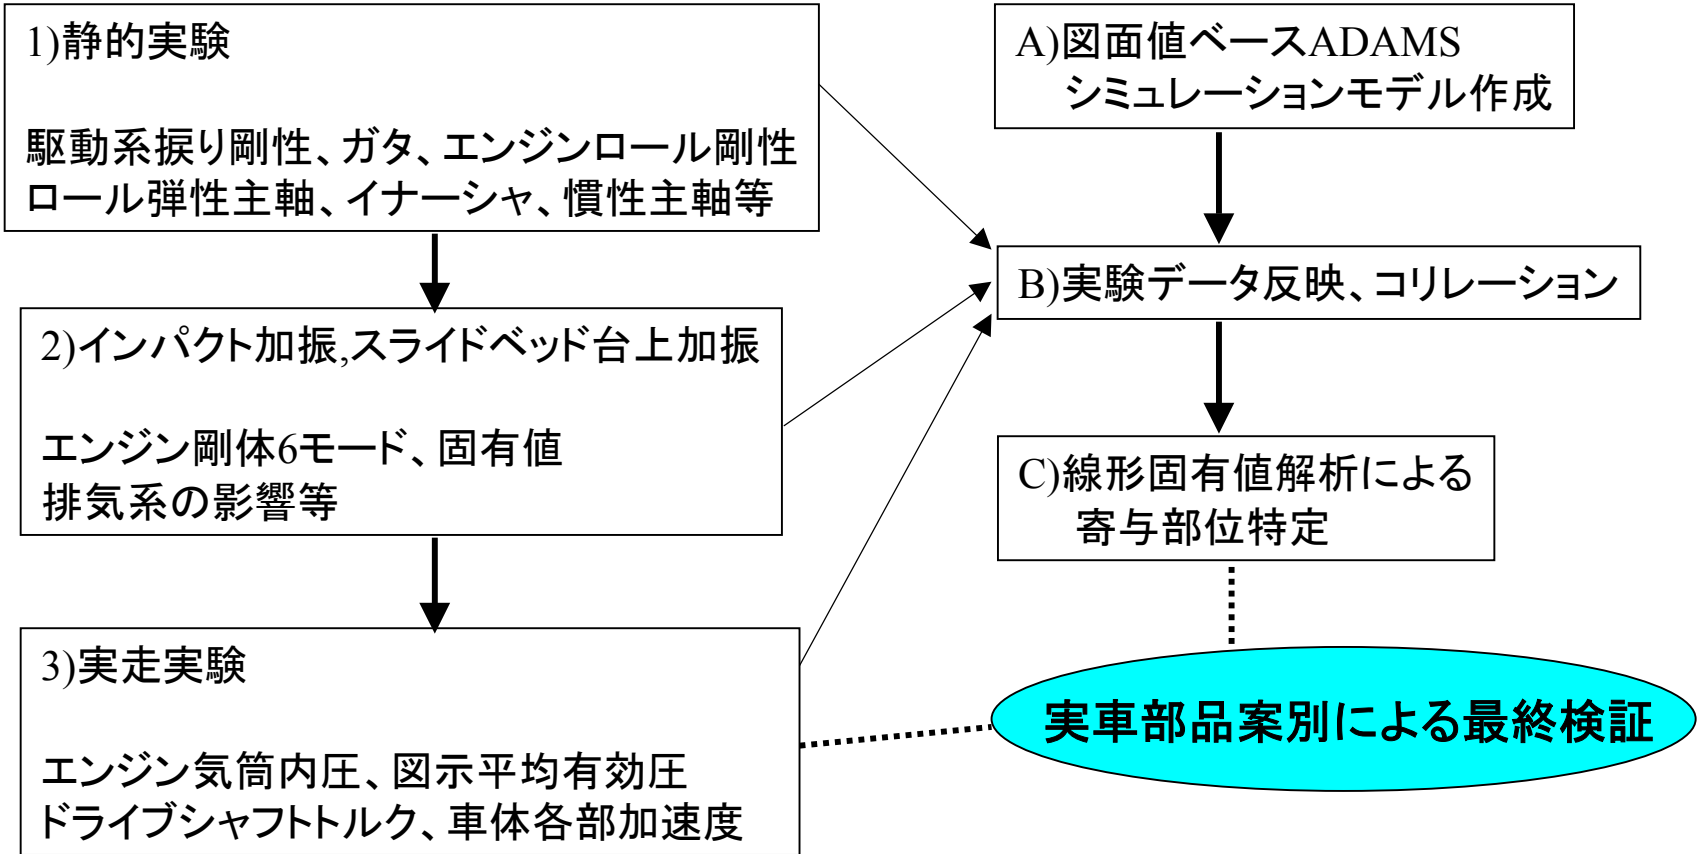 1)静的実験
駆動系捩り剛性、ガタ、エンジンロール剛性
ロール弾性主軸、イナーシャ、慣性主軸等
2)インパクト加振,スライドベッド台上加振
エンジン剛体6モード、固有値
排気系の影響等
3)実走実験
エンジン気筒内圧、図示平均有効圧
ドライブシャフトトルク、車体各部加速度
A)図面値ベースADAMS
シミュレーションモデル作成
B)実験データ反映、コリレーション
C)線形固有値解析による
寄与部位特定
実車部品案別による最終検証